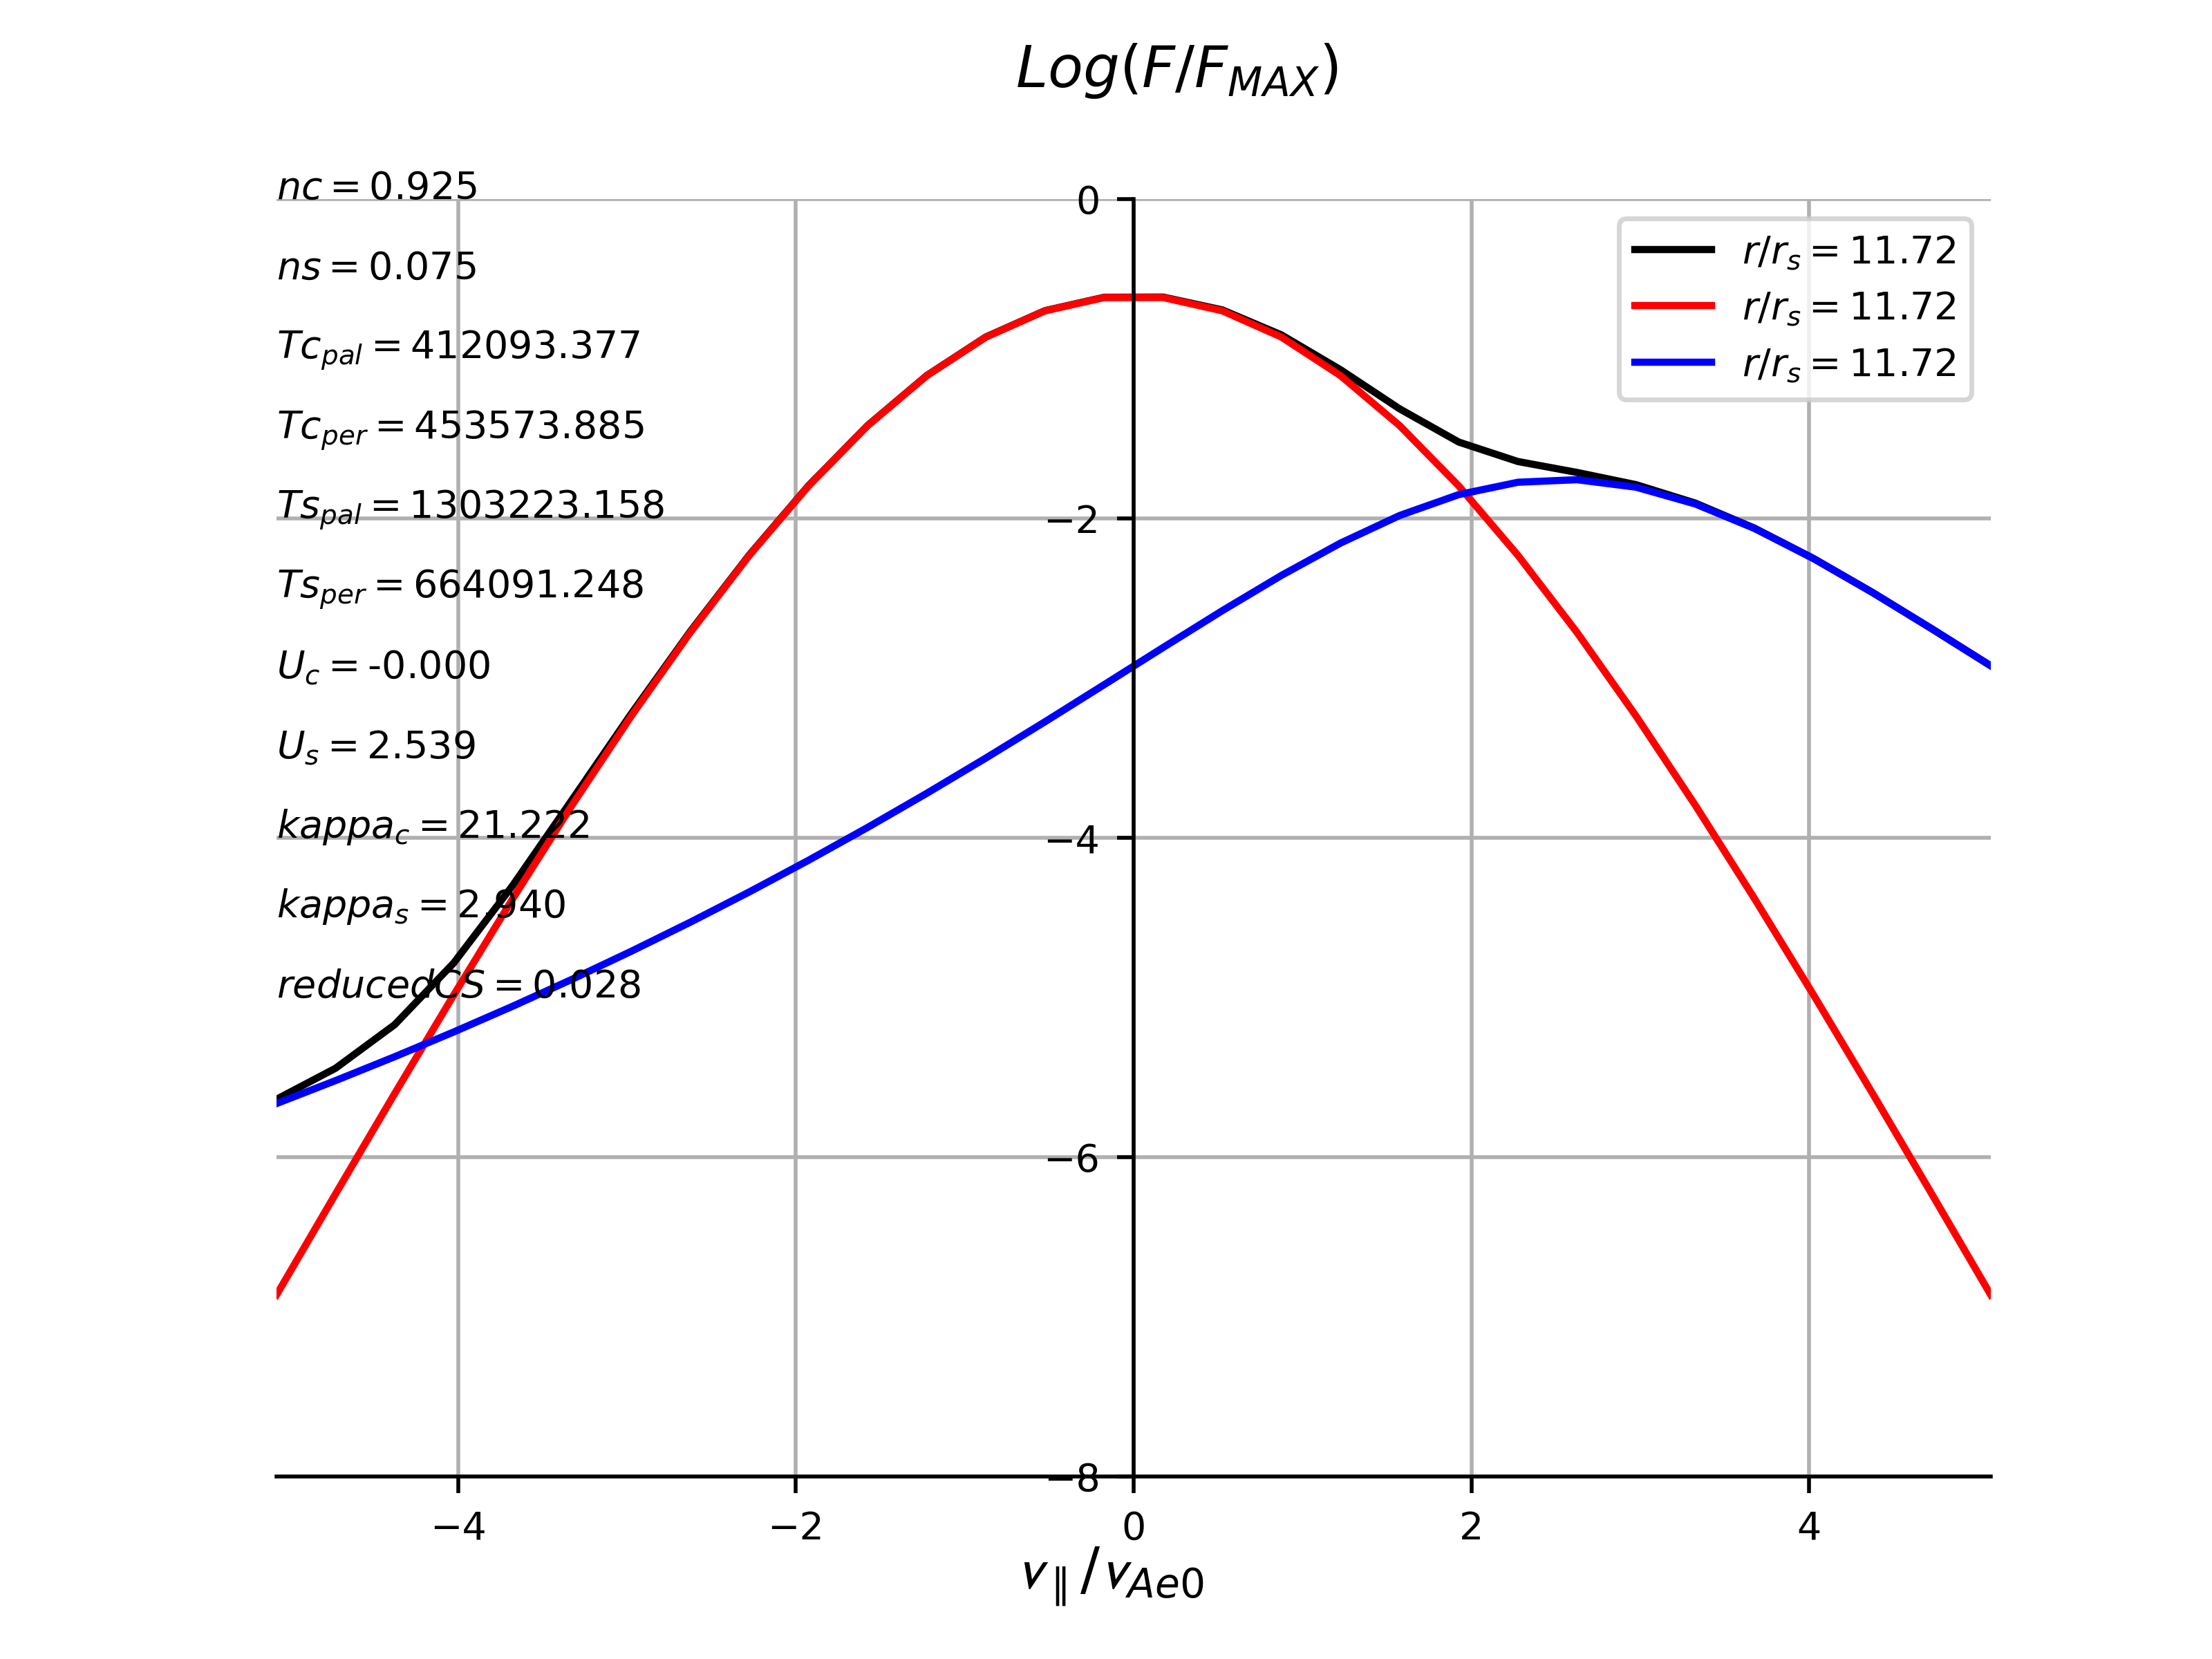 Log(F/F_MAX)
nc = 0.925
ns = 0.075
Tc_pal = 412093.377
Tc_per = 453573.885
Ts_pal = 1303223.158
Ts_per = 664091.248
U_c = -0.000
U_s = 2.539
kappa_c = 21.222
kappa_s = 2.940
reducedCS = 0.028
0
−2
−4
−6
−8
r/r_s = 11.72
r/r_s = 11.72
r/r_s = 11.72
−4 −2 0 2 4
v_∥/v_Ae0